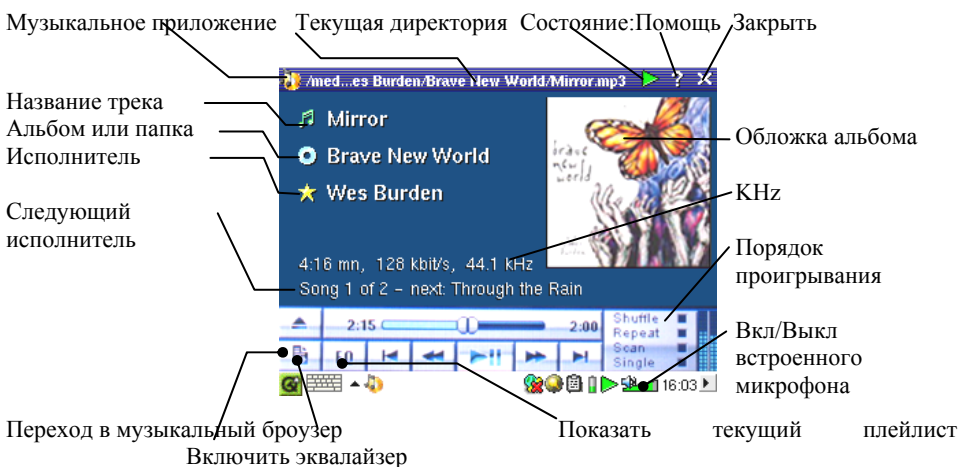 Музыкальное приложение Текущая директория Состояние:Помощь Закрыть
/med...es Burden/Brave New World/Mirror.mp3 ?
Название трека
Альбом или папка
Исполнитель
Следующий
исполнитель
Mirror
Brave New World
Wes Burden
brave
new
world
4:16 mn, 128 kbit/s, 44.1 kHz
Song 1 of 2 – next: Through the Rain
Обложка альбома
KHz
Порядок
проигрывания
Вкл/Выкл
встроенного
микрофона
2:15 2:00
Shuffle
Repeat
Scan
Single
EQ
16:03
Переход в музыкальный броузер Показать текущий плейлист
Включить эквалайзер